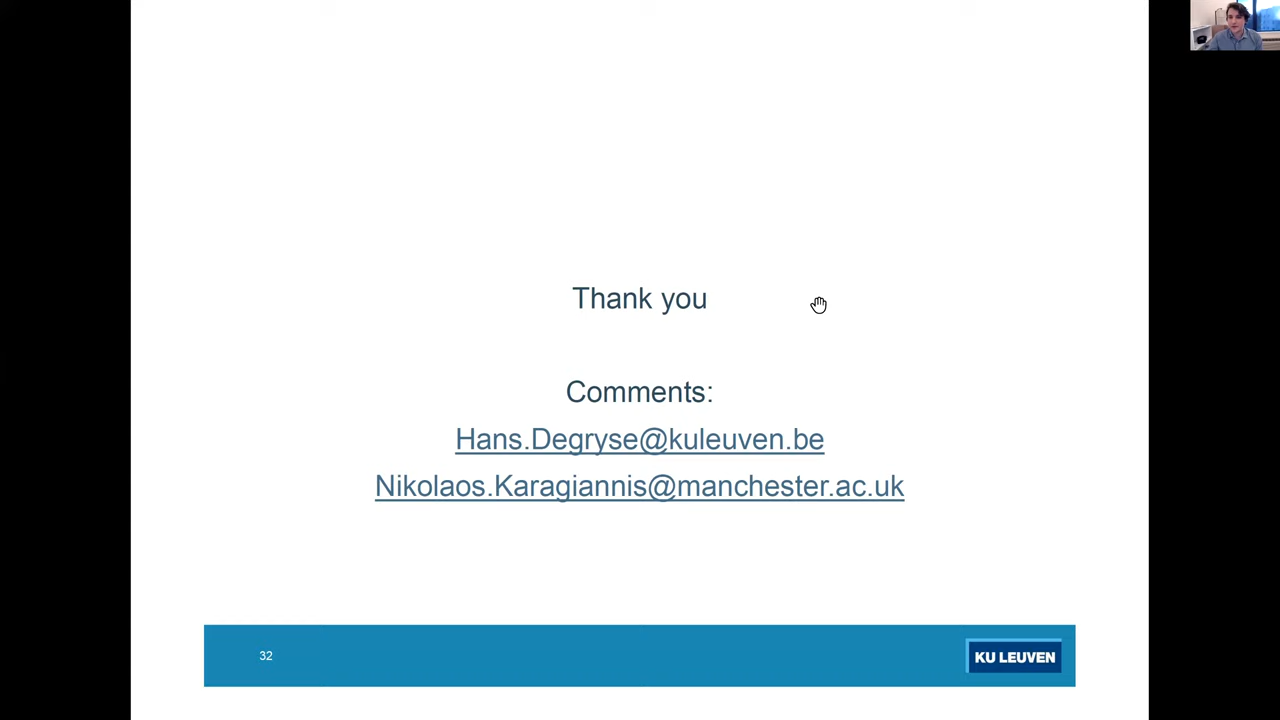 Thank you
Comments:
Hans.Degryse@kuleuven.be
Nikolaos.Karagiannis@manchester.ac.uk
32
KU LEUVEN